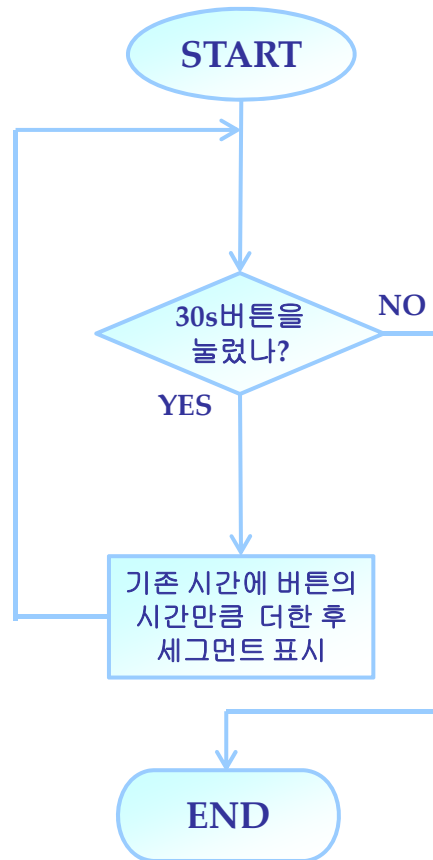 START
30s버튼을
눌렀나?
NO
YES
기존 시간에 버튼의
시간만큼 더한 후
세그먼트 표시
END